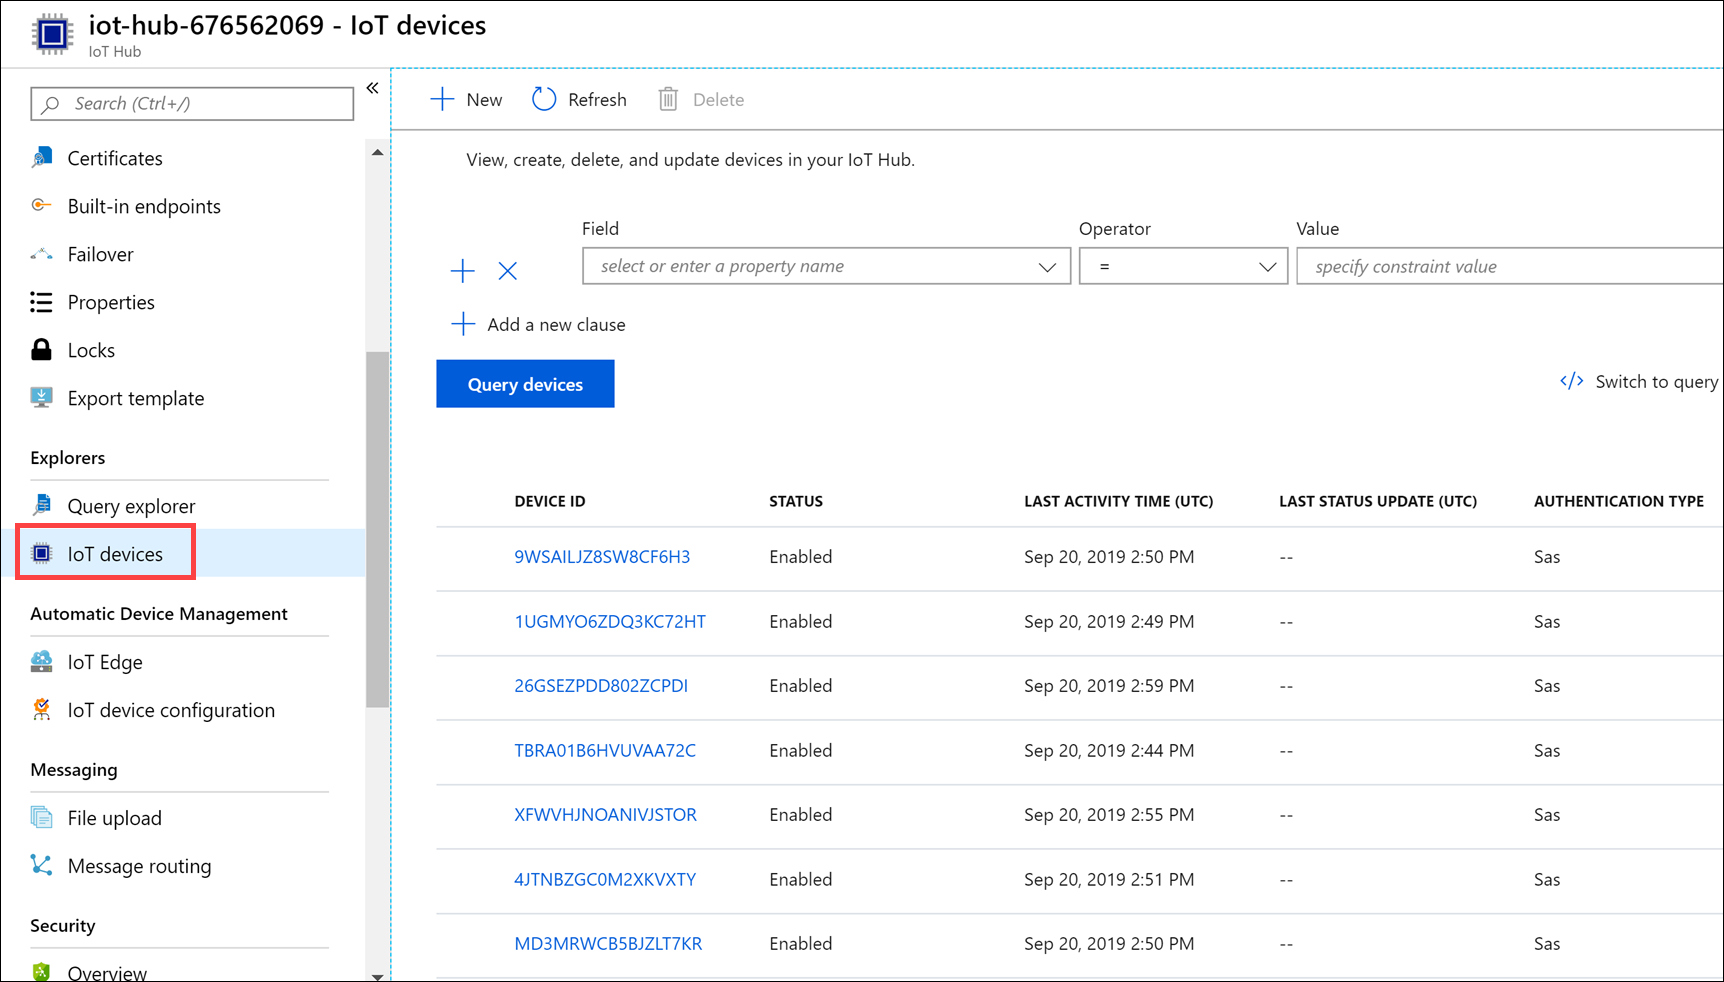 iot-hub-676562069 - IoT devices
IoT Hub
Search (Ctrl+/)
«
Certificates
Built-in endpoints
Failover
Properties
Locks
Export template
Explorers
Query explorer
IoT devices
Automatic Device Management
IoT Edge
IoT device configuration
Messaging
File upload
Message routing
Security
Overview
New Refresh Delete
View, create, delete, and update devices in your IoT Hub.
Field Operator Value
select or enter a property name = specify constraint value
Add a new clause
Query devices
</> Switch to query
DEVICE ID STATUS LAST ACTIVITY TIME (UTC) LAST STATUS UPDATE (UTC) AUTHENTICATION TYPE
9WSAILJZ8SW8CF6H3 Enabled Sep 20, 2019 2:50 PM -- Sas
1UGMYO6ZDQ3KC72HT Enabled Sep 20, 2019 2:49 PM -- Sas
26GSEZPDD802ZCPDI Enabled Sep 20, 2019 2:59 PM -- Sas
TBRA01B6HVUVAA72C Enabled Sep 20, 2019 2:44 PM -- Sas
XFWVHJNOANIVJSTOR Enabled Sep 20, 2019 2:55 PM -- Sas
4JTNBZGC0M2XKVXTY Enabled Sep 20, 2019 2:51 PM -- Sas
MD3MRWCB5BJZLT7KR Enabled Sep 20, 2019 2:50 PM -- Sas